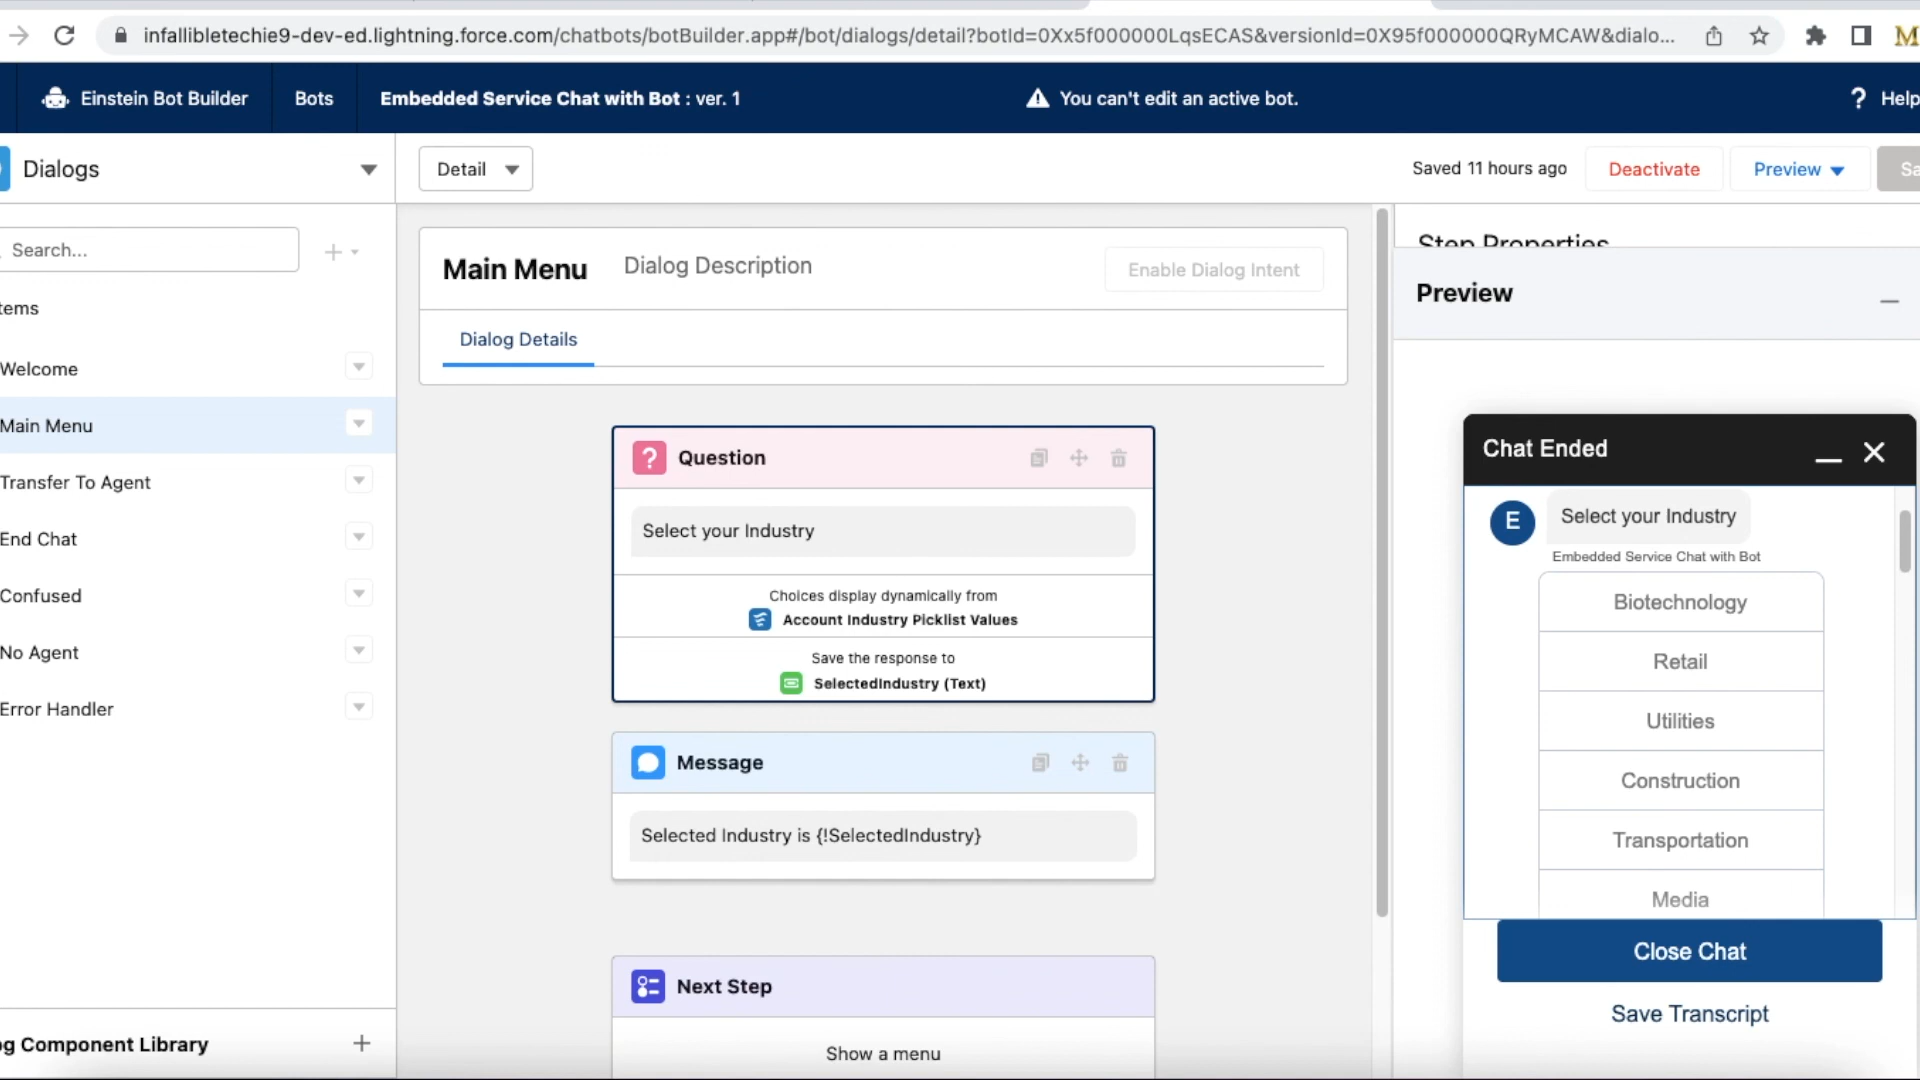 infallibletechie9-dev-ed.lightning.force.com/chatbots/botBuilder.app#/bot/dialogs/detail?botId=0Xx5f000000LqsECAS&versionId=0X95f000000QRyMCAW&dialo...
M
Einstein Bot Builder
Bots
Embedded Service Chat with Bot : ver. 1
You can't edit an active bot.
? Help
Dialogs
Detail
Saved 11 hours ago
Deactivate
Preview
Sa
Search...
tems
Welcome
Main Menu
Transfer To Agent
End Chat
Confused
No Agent
Error Handler
og Component Library
Main Menu
Dialog Description
Enable Dialog Intent
Dialog Details
? Question
Select your Industry
Choices display dynamically from
Account Industry Picklist Values
Save the response to
SelectedIndustry (Text)
Message
Selected Industry is {!SelectedIndustry}
Next Step
Show a menu
Step Properties
Preview
Chat Ended
E
Select your Industry
Embedded Service Chat with Bot
Biotechnology
Retail
Utilities
Construction
Transportation
Media
Close Chat
Save Transcript